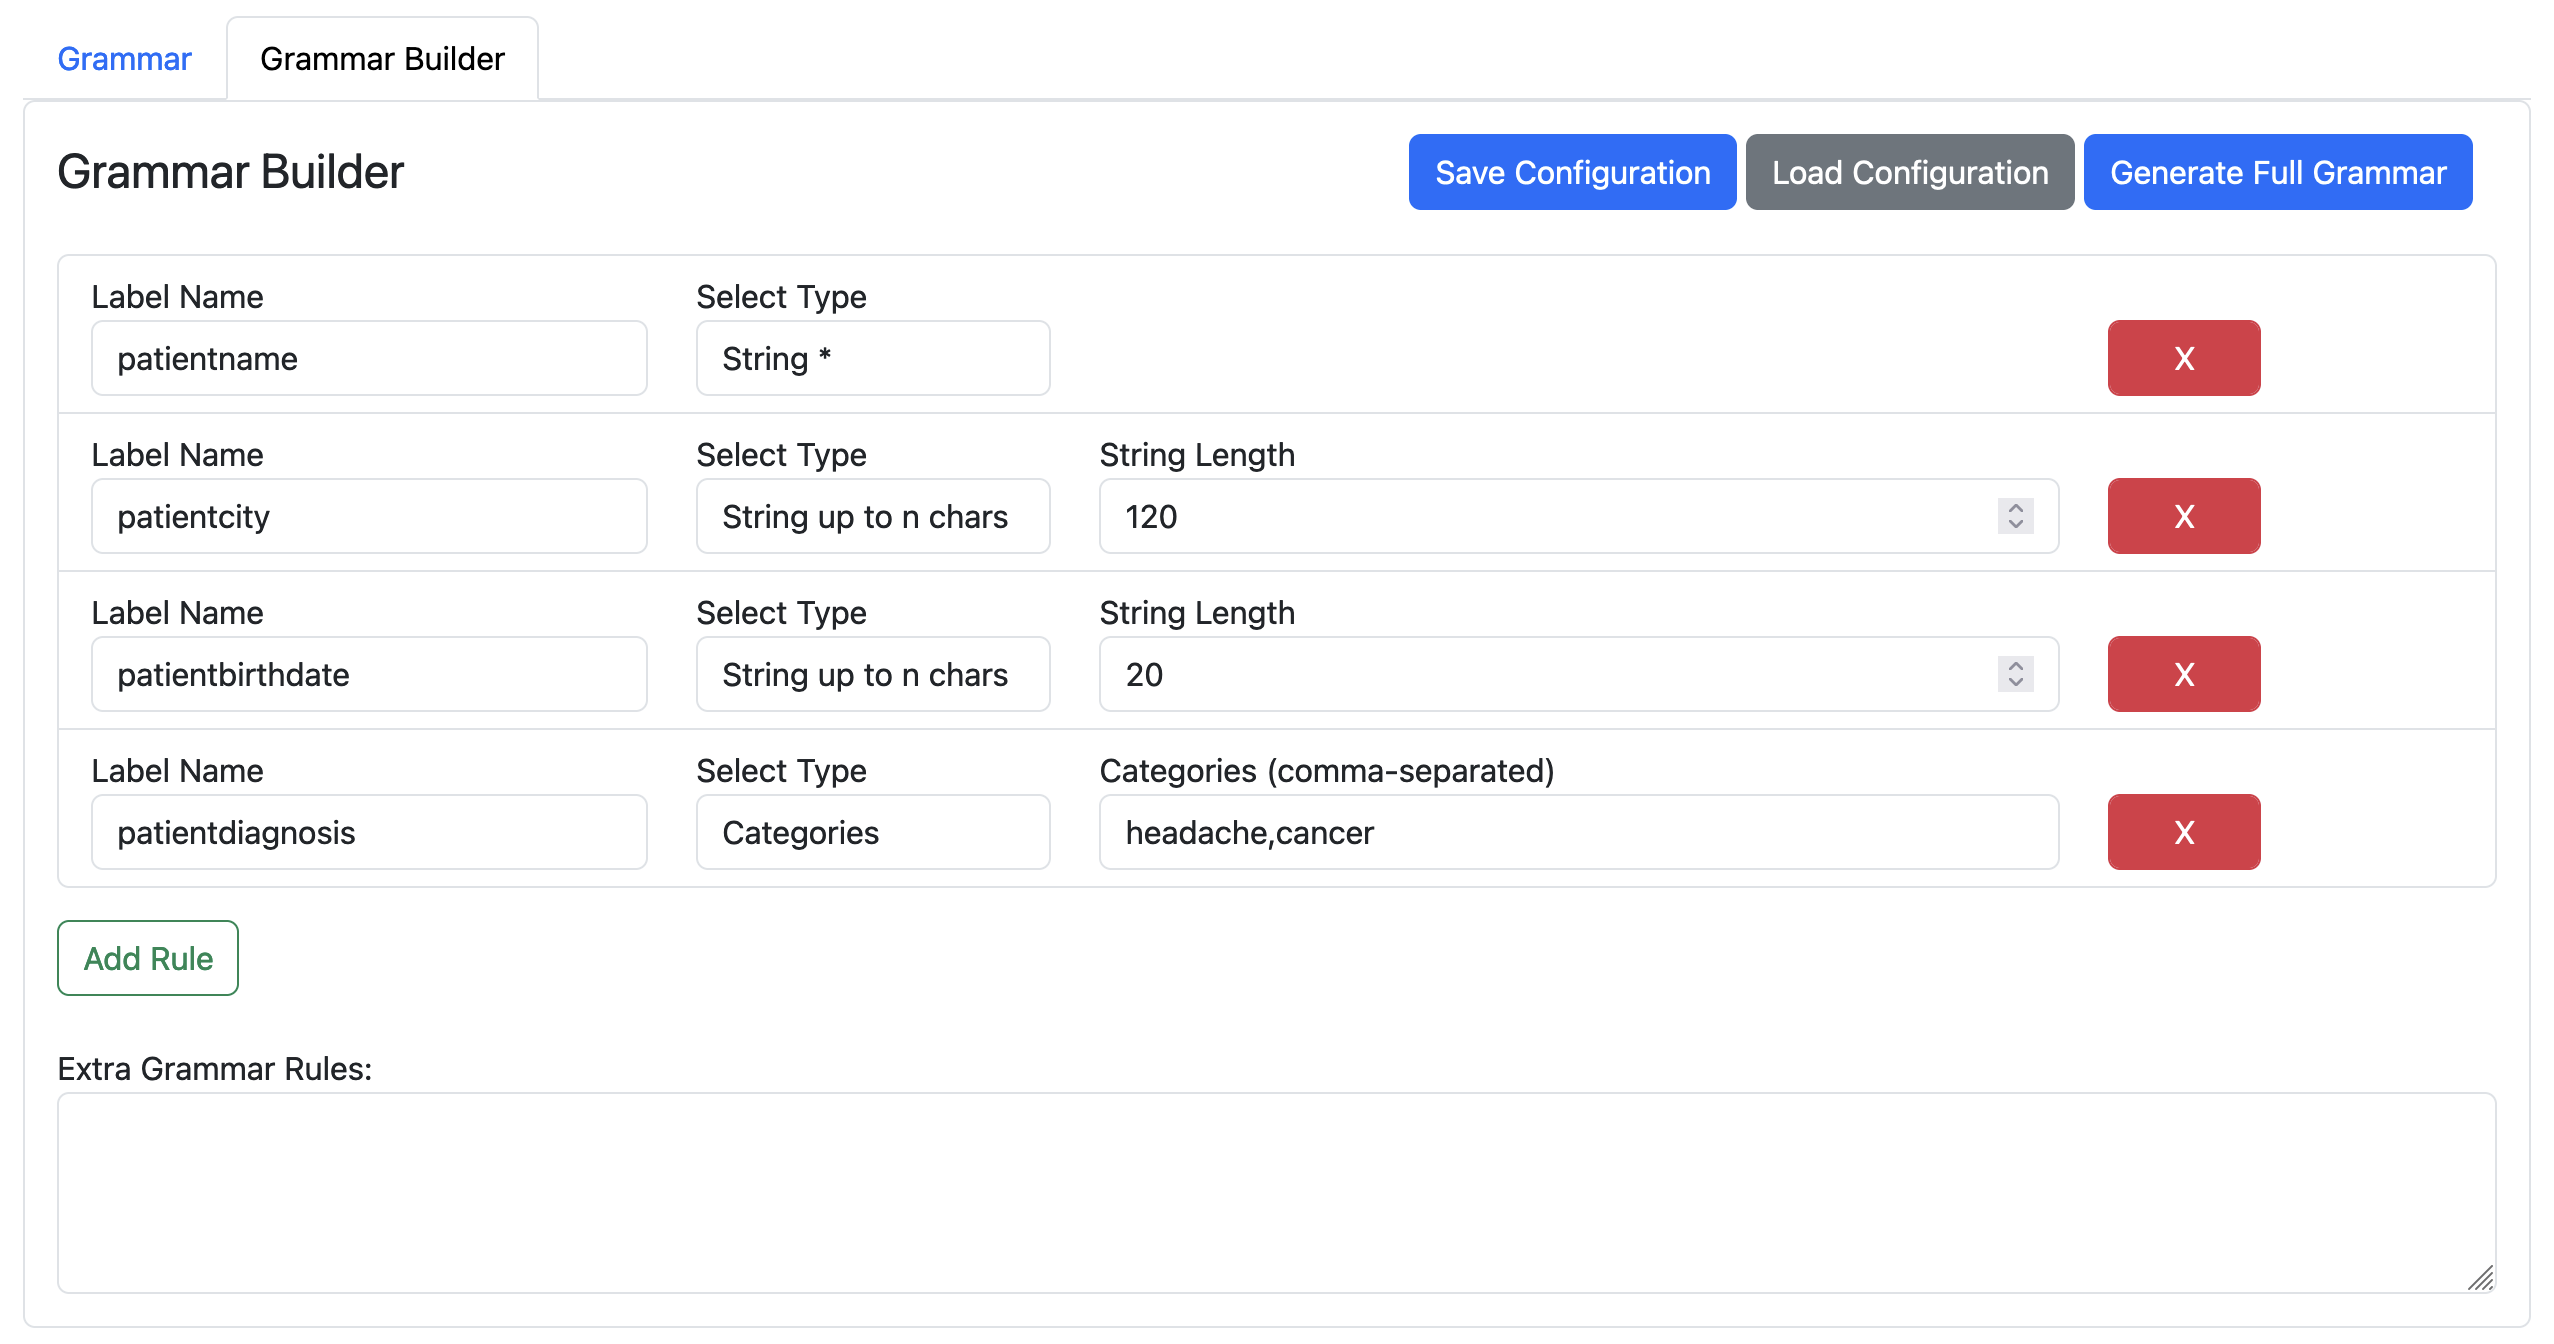 Grammar
Grammar Builder
Grammar Builder
Save Configuration
Load Configuration
Generate Full Grammar
Label Name
Select Type
patientname
String *
X
Label Name
Select Type
String Length
patientcity
String up to n chars
120
X
Label Name
Select Type
String Length
patientbirthdate
String up to n chars
20
X
Label Name
Select Type
Categories (comma-separated)
patientdiagnosis
Categories
headache,cancer
X
Add Rule
Extra Grammar Rules: